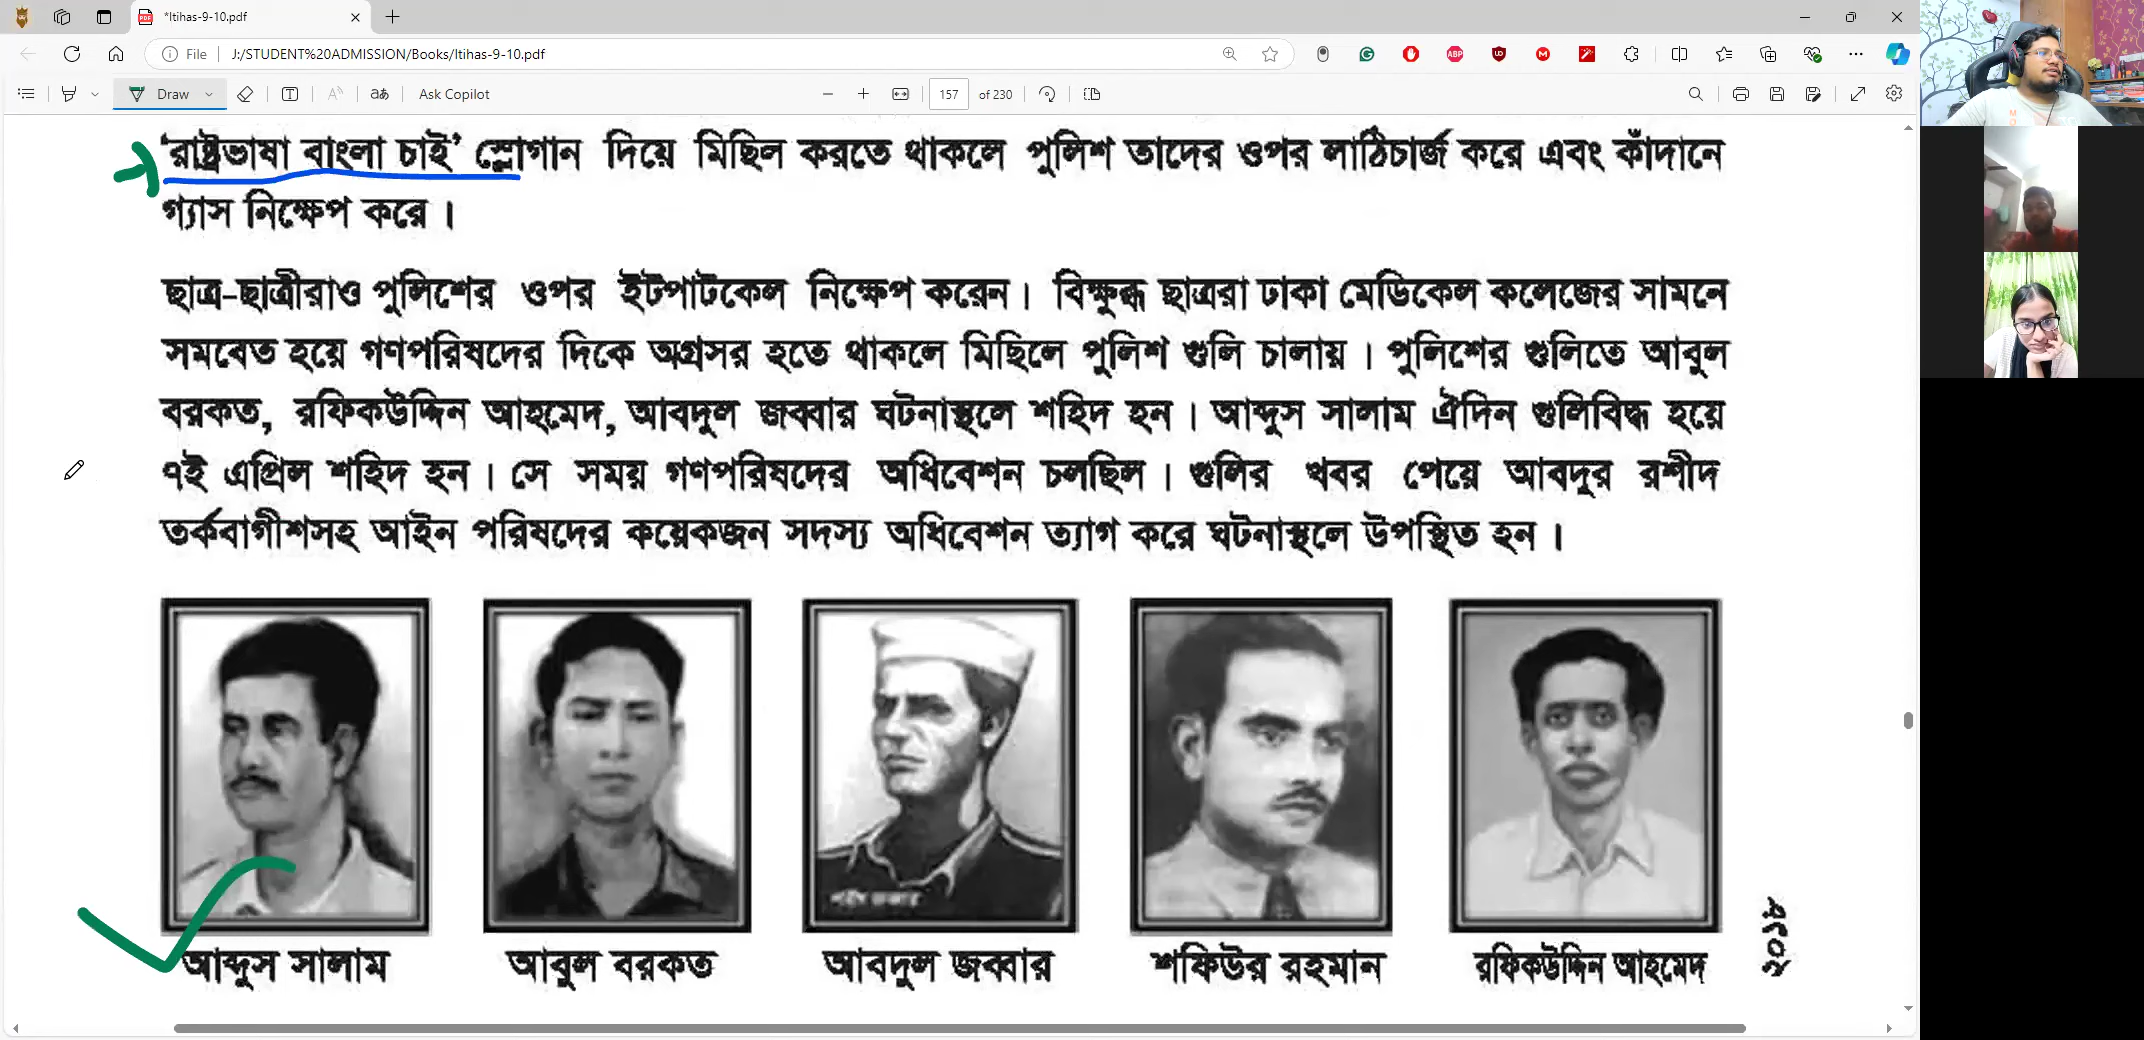 *Itihas-9-10.pdf
File J:/STUDENT%20ADMISSION/Books/Itihas-9-10.pdf
Draw Ask Copilot 157 of 230
‘রাষ্ট্রভাষা বাংলা চাই’ স্লোগান দিয়ে মিছিল করতে থাকলে পুলিশ তাদের ওপর লাঠিচার্জ করে এবং কাঁদানে
গ্যাস নিক্ষেপ করে।
ছাত্র-ছাত্রীরাও পুলিশের ওপর ইটপাটকেল নিক্ষেপ করেন। বিক্ষুব্ধ ছাত্ররা ঢাকা মেডিকেল কলেজের সামনে
সমবেত হয়ে গণপরিষদের দিকে অগ্রসর হতে থাকলে মিছিলে পুলিশ গুলি চালায়। পুলিশের গুলিতে আবুল
বরকত, রফিকউদ্দিন আহমেদ, আবদুল জব্বার ঘটনাস্থলে শহিদ হন। আব্দুস সালাম ঐদিন গুলিবিদ্ধ হয়ে
৭ই এপ্রিল শহিদ হন। সে সময় গণপরিষদের অধিবেশন চলছিল। গুলির খবর পেয়ে আবদুর রশীদ
তর্কবাগীশসহ আইন পরিষদের কয়েকজন সদস্য অধিবেশন ত্যাগ করে ঘটনাস্থলে উপস্থিত হন।
আব্দুস সালাম আবুল বরকত আবদুল জব্বার শফিউর রহমান রফিকউদ্দিন আহমেদ
২০১৮